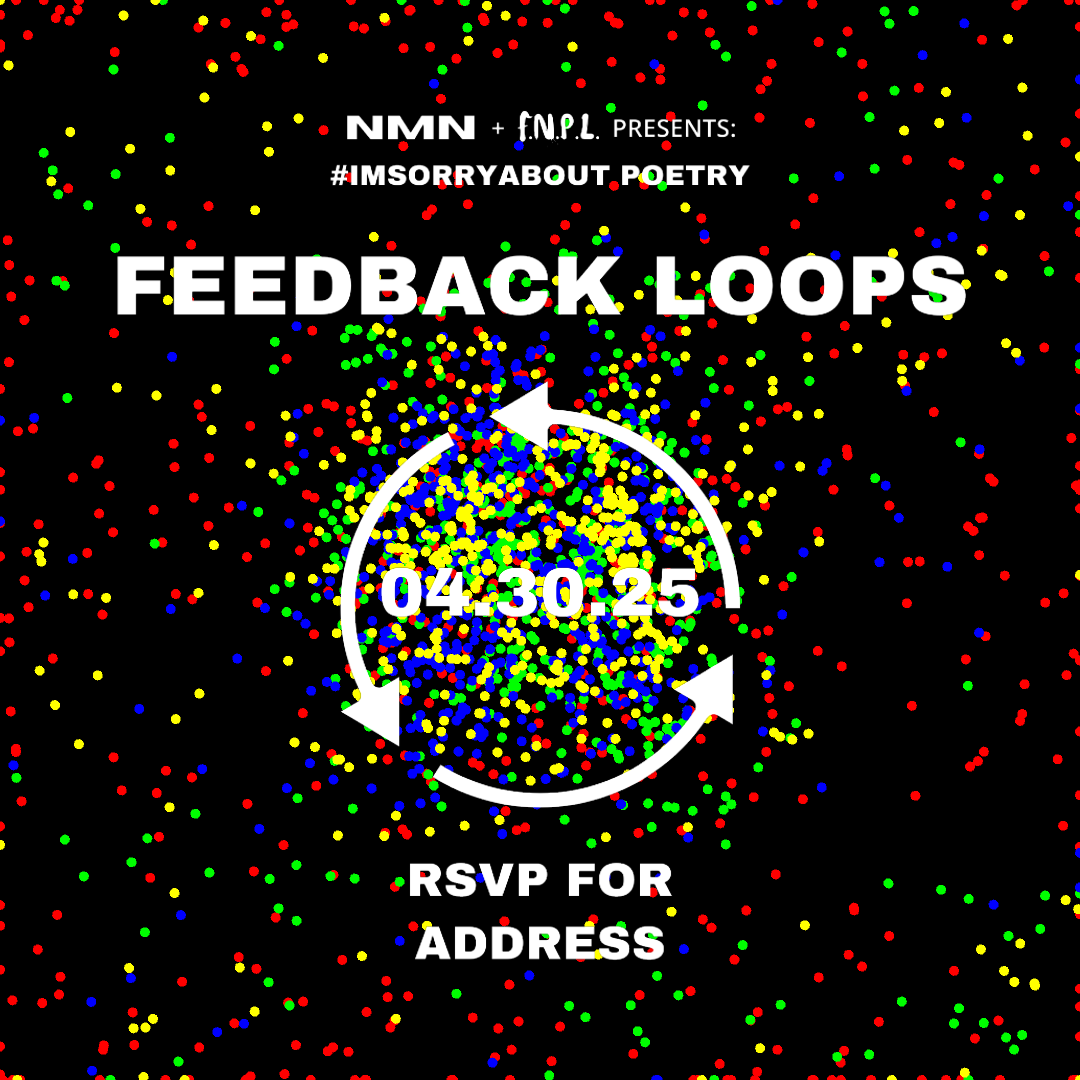 NMN + F.N.P.L. PRESENTS:
#IMSORRYABOUT POETRY
FEEDBACK LOOPS
04.30.25
RSVP FOR
ADDRESS